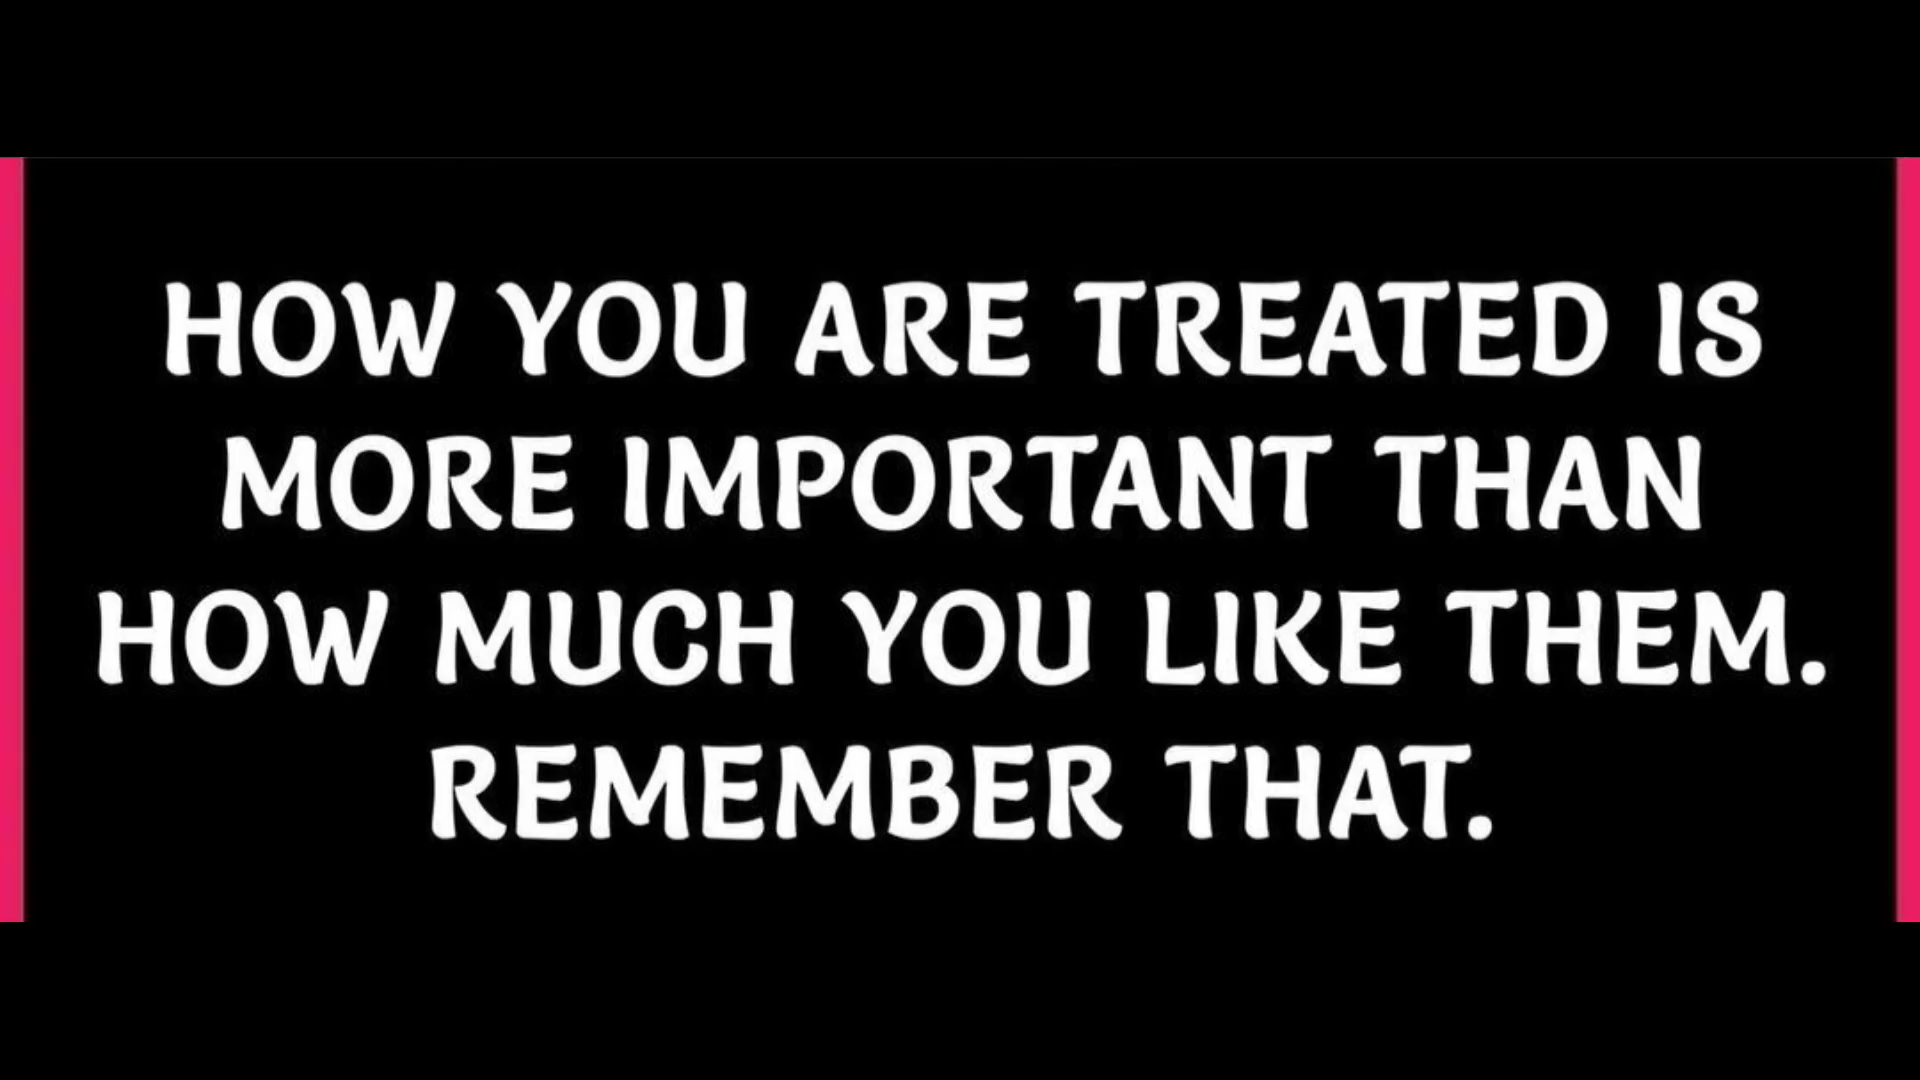 HOW YOU ARE TREATED IS
MORE IMPORTANT THAN
HOW MUCH YOU LIKE THEM.
REMEMBER THAT.